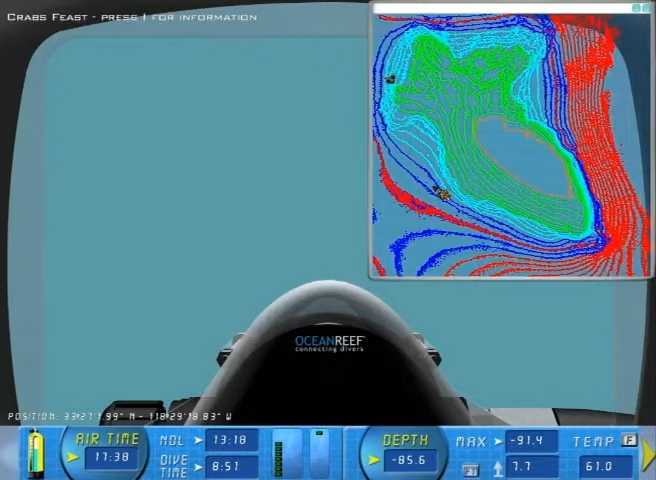 Crabs Feast - press I for information
OCEANREEF
connecting divers
POSITION: 33°27'1.99" N - 118°29'18.83" W
AIR TIME
17:38
NDL
13:18
DIVE TIME
8:51
DEPTH
-85.6
MAX
-91.4
FT
7.7
TEMP
F
61.0